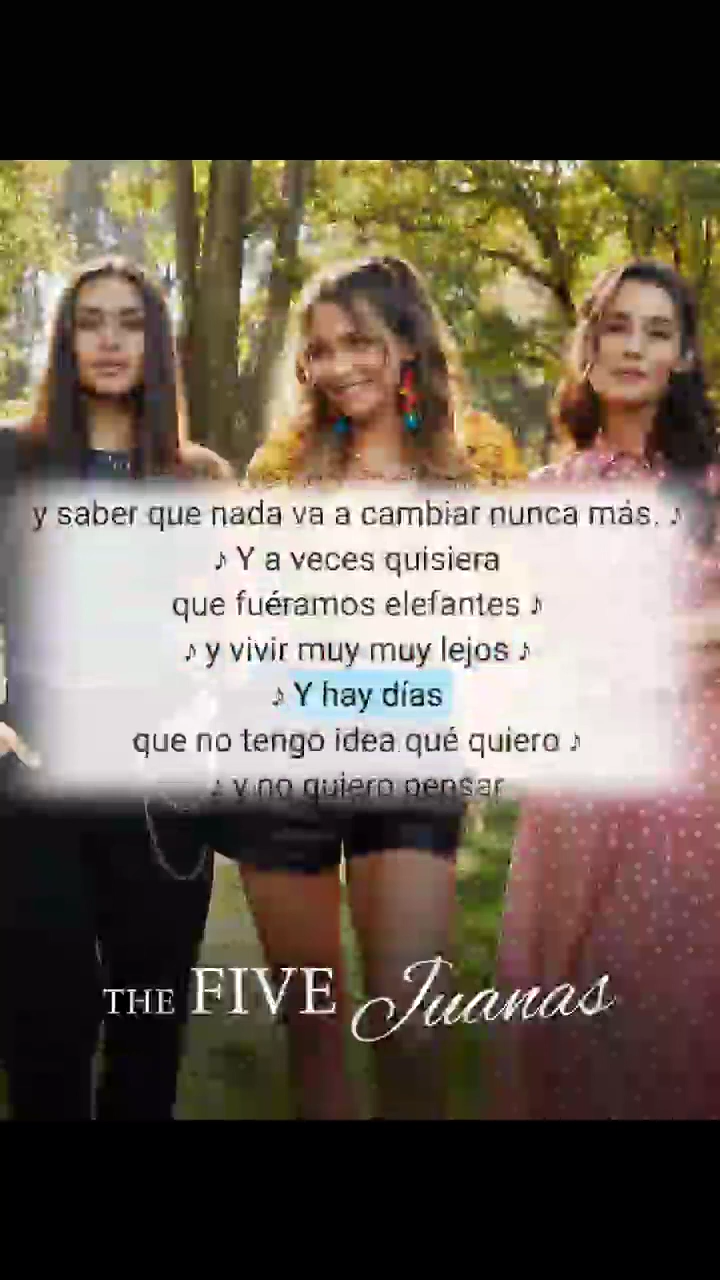 y saber que nada va a cambiar nunca más. ♪
♪ Y a veces quisiera
que fuéramos elefantes ♪
♪ y vivir muy muy lejos ♪
♪ Y hay días
que no tengo idea qué quiero ♪
♪ y no quiero pensar
THE FIVE Juanas